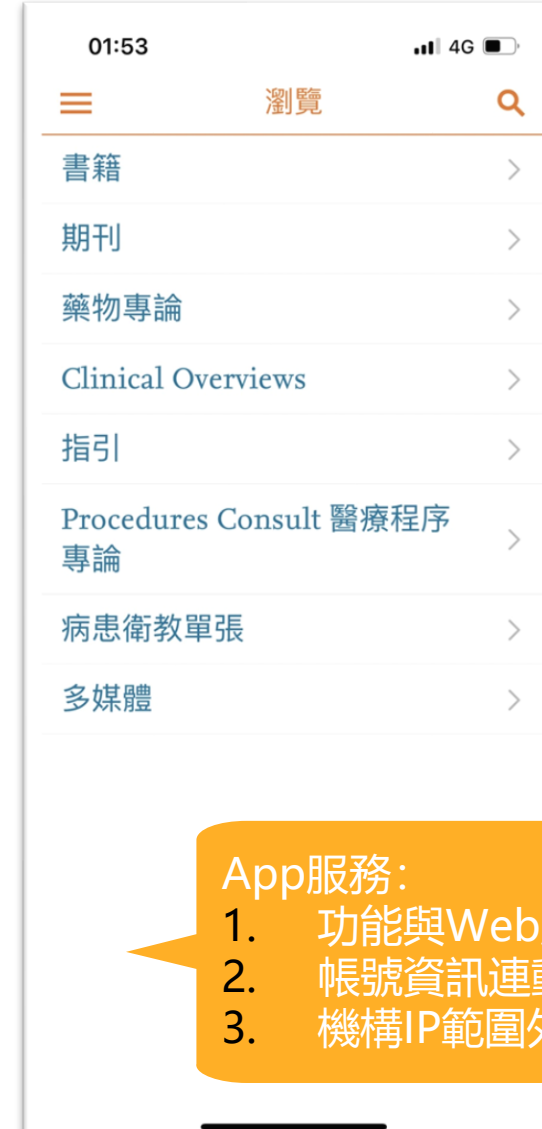 01:53 4G
瀏覽
書籍
期刊
藥物專論
Clinical Overviews
指引
Procedures Consult 醫療程序
專論
病患衛教單張
多媒體
App服務:
1. 功能與Web
2. 帳號資訊連
3. 機構IP範圍